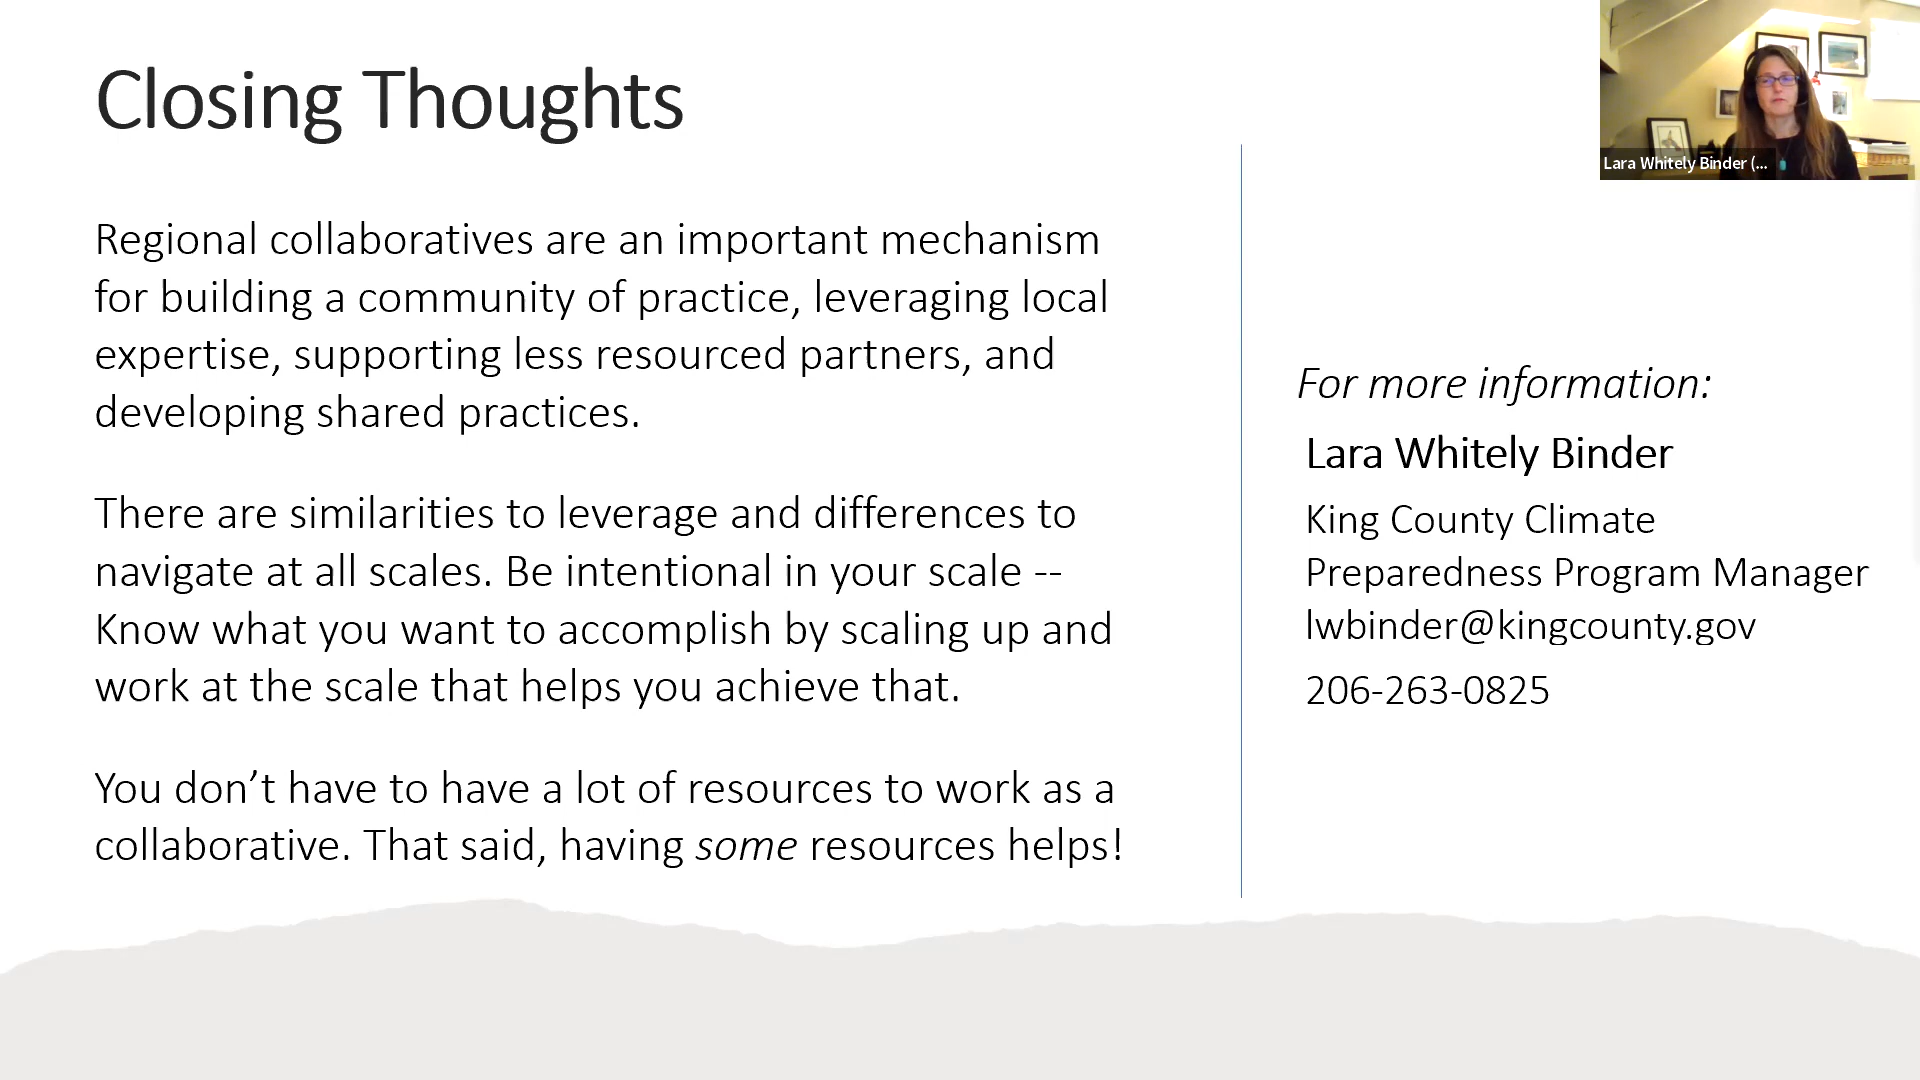 Closing Thoughts
Regional collaboratives are an important mechanism
for building a community of practice, leveraging local
expertise, supporting less resourced partners, and
developing shared practices.
There are similarities to leverage and differences to
navigate at all scales. Be intentional in your scale --
Know what you want to accomplish by scaling up and
work at the scale that helps you achieve that.
You don’t have to have a lot of resources to work as a
collaborative. That said, having some resources helps!
For more information:
Lara Whitely Binder
King County Climate
Preparedness Program Manager
lwbinder@kingcounty.gov
206-263-0825
Lara Whitely Binder (...